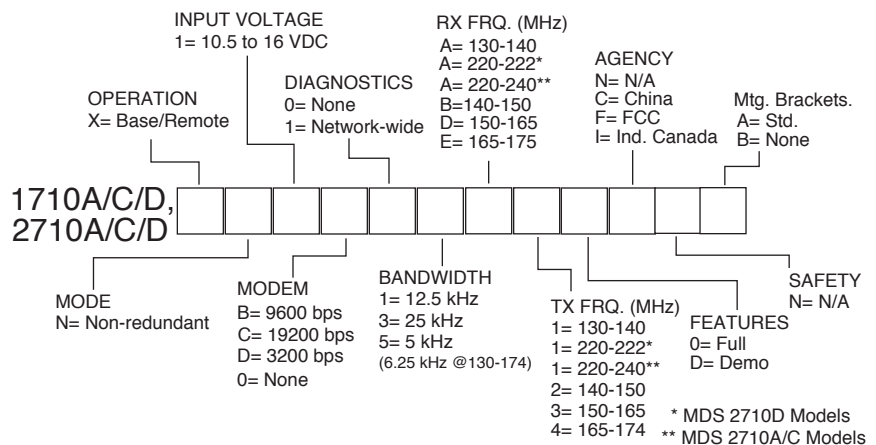 INPUT VOLTAGE
1= 10.5 to 16 VDC
RX FRQ. (MHz)
A= 130-140
A= 220-222*
A= 220-240**
B=140-150
D= 150-165
E= 165-175
AGENCY
N= N/A
C= China
F= FCC
I= Ind. Canada
DIAGNOSTICS
0= None
1= Network-wide
OPERATION
X= Base/Remote
Mtg. Brackets.
A= Std.
B= None
1710A/C/D,
2710A/C/D
MODE
N= Non-redundant
MODEM
B= 9600 bps
C= 19200 bps
D= 3200 bps
0= None
BANDWIDTH
1= 12.5 kHz
3= 25 kHz
5= 5 kHz
(6.25 kHz @130-174)
TX FRQ. (MHz)
1= 130-140
1= 220-222*
1= 220-240**
2= 140-150
3= 150-165
4= 165-174
FEATURES
0= Full
D= Demo
SAFETY
N= N/A
* MDS 2710D Models
** MDS 2710A/C Models